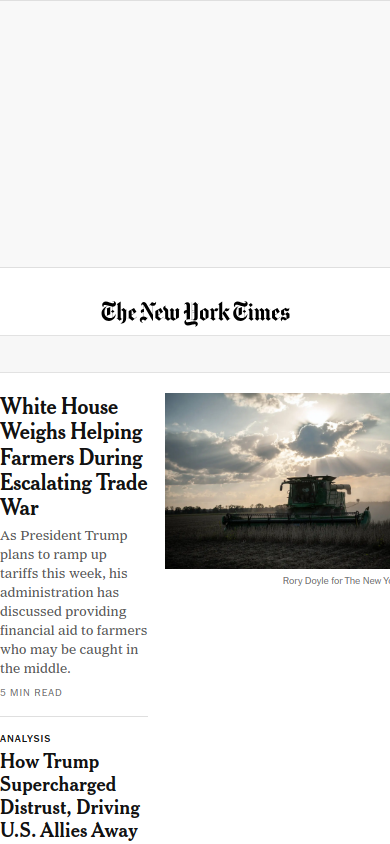 The New York Times
White House
Weighs Helping
Farmers During
Escalating Trade
War
As President Trump
plans to ramp up
tariffs this week, his
administration has
discussed providing
financial aid to farmers
who may be caught in
the middle.
5 MIN READ
Rory Doyle for The New Yo
ANALYSIS
How Trump
Supercharged
Distrust, Driving
U.S. Allies Away